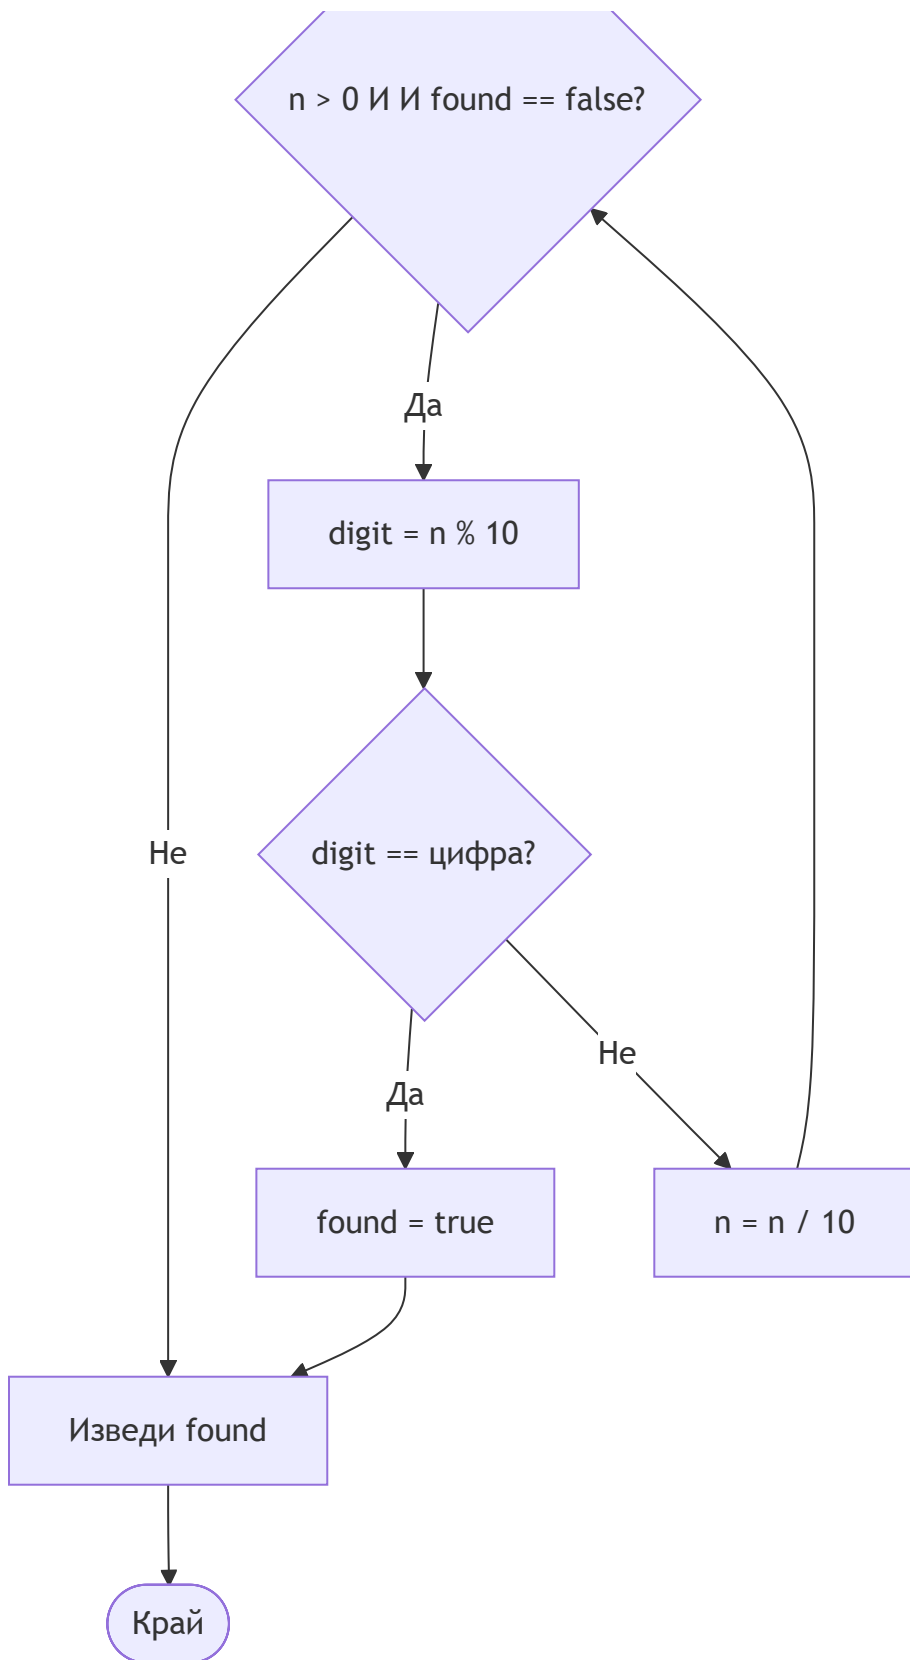 n > 0 И И found == false?
Да
digit = n % 10
Не
digit == цифра?
Не
Да
found = true
n = n / 10
Изведи found
Край